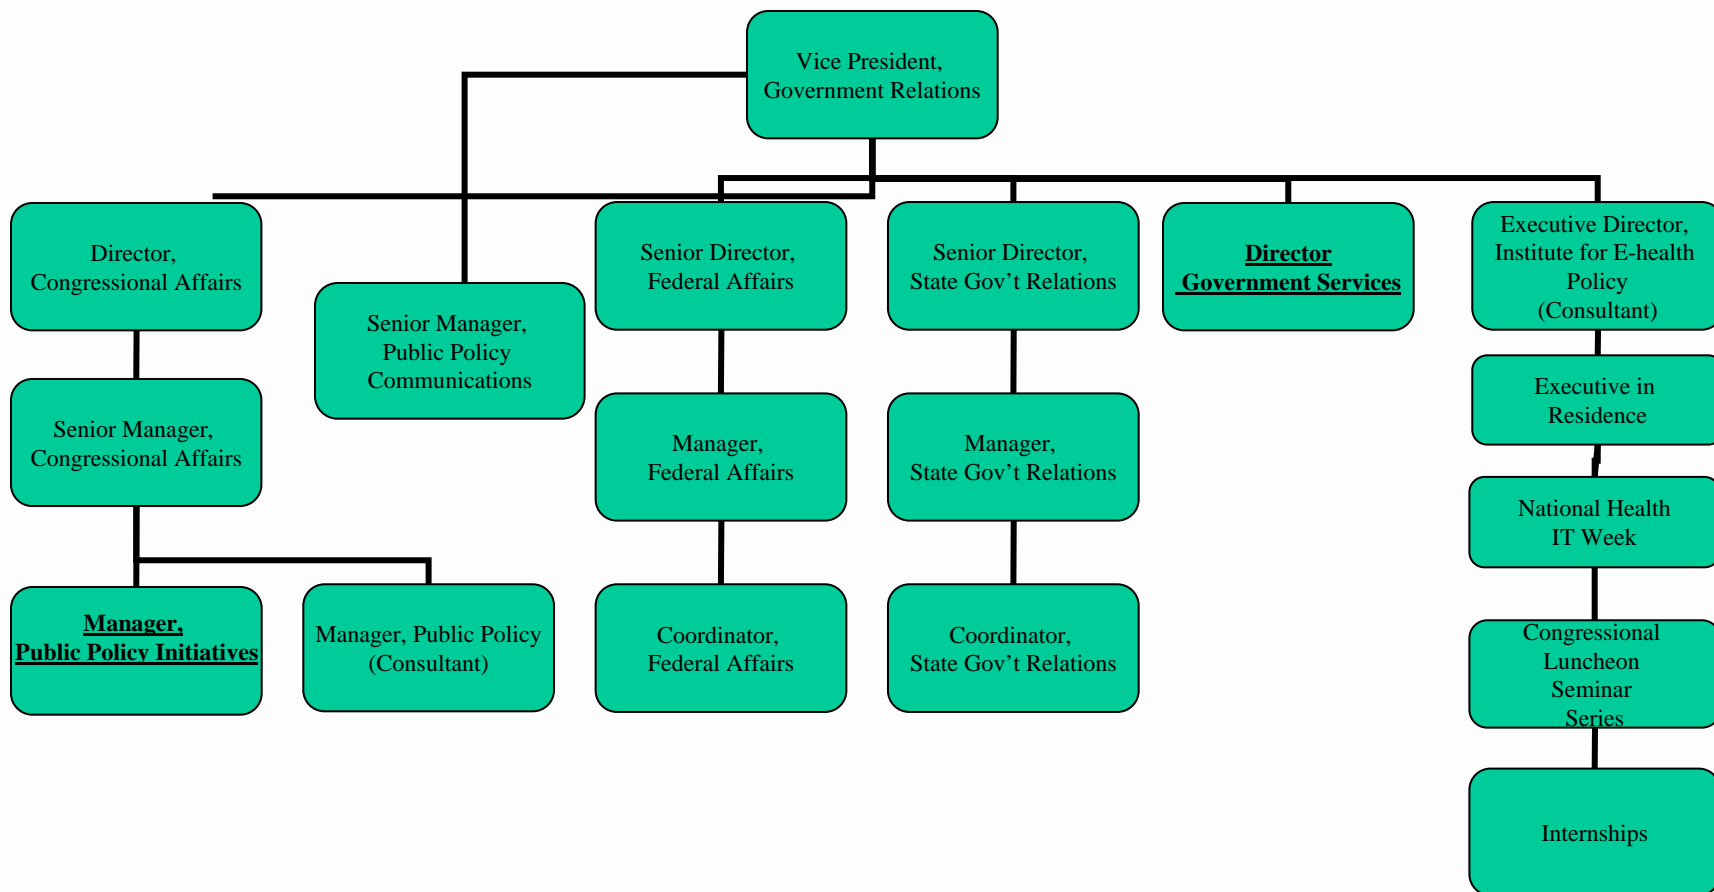 Vice President,
Government Relations
Director,
Congressional Affairs
Senior Manager,
Public Policy
Communications
Senior Director,
Federal Affairs
Senior Director,
State Gov’t Relations
Director
Government Services
Executive Director,
Institute for E-health
Policy
(Consultant)
Senior Manager,
Congressional Affairs
Manager,
Federal Affairs
Manager,
State Gov’t Relations
Executive in
Residence
National Health
IT Week
Manager,
Public Policy Initiatives
Manager, Public Policy
(Consultant)
Coordinator,
Federal Affairs
Coordinator,
State Gov’t Relations
Congressional
Luncheon
Seminar
Series
Internships